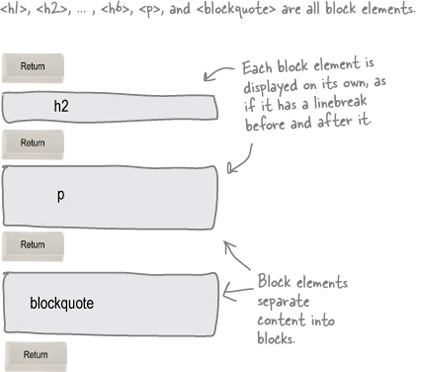 <h1>, <h2>, ... , <h6>, <p>, and <blockquote> are all block elements.
Return
Each block element is
displayed on its own, as
if it has a linebreak
before and after it.
h2
Return
p
Return
Block elements
separate
content into
blocks.
blockquote
Return